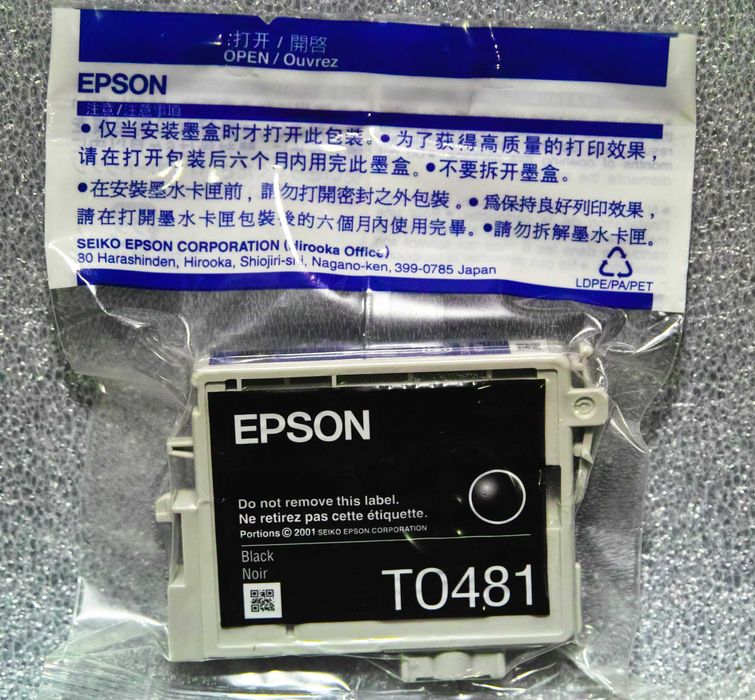 打开 / 開啓
OPEN / Ouvrez
EPSON
注意/注意事項
• 仅当安装墨盒时才打开此包装。• 为了获得高质量的打印效果，
请在打开包装后六个月内用完此墨盒。• 不要拆开墨盒。
• 在安裝墨水卡匣前，請勿打開密封之外包裝。• 為保持良好列印效果，
請在打開墨水卡匣包裝後的六個月內使用完畢。• 請勿拆解墨水卡匣。
SEIKO EPSON CORPORATION (Hirooka Office)
80 Harashinden, Hirooka, Shiojiri-shi, Nagano-ken, 399-0785 Japan
LDPE/PA/PET
EPSON
Do not remove this label.
Ne retirez pas cette étiquette.
Portions © 2001 SEIKO EPSON CORPORATION
Black
Noir
T0481